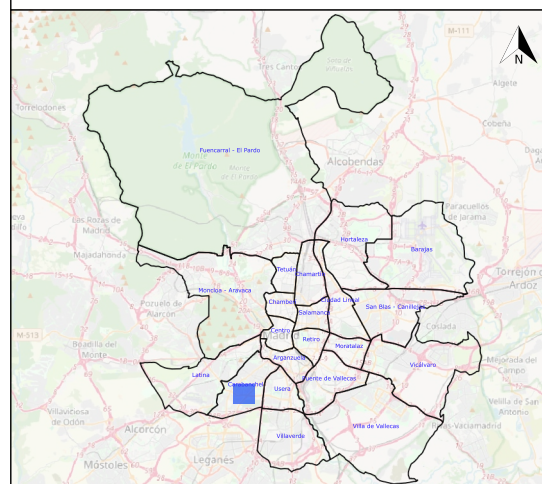 M-111
N
Tres Cantos
Algete
Torrelodones
Cobeña
Fuencarral - El Pardo
Monte
de El Pardo
Alcobendas
Paracuellos
de Jarama
Las Rozas de
Madrid
Hortaleza
Barajas
Majadahonda
Tetuán
Chamartín
Torrejón de
Ardoz
Moncloa - Aravaca
Pozuelo de
Alarcón
Chamberí
Ciudad Lineal
San Blas - Canillejas
Salamanca
M-513
Centro
Retiro
Coslada
Boadilla del
Monte
Moratalaz
Arganzuela
Vicálvaro
Mejorada del
Campo
Latina
Carabanchel
Usera
Puente de Vallecas
Velilla de San
Antonio
Villaviciosa
de Odón
Alcorcón
Villa de Vallecas
Rivas-Vaciamadrid
Villaverde
Leganés
Móstoles